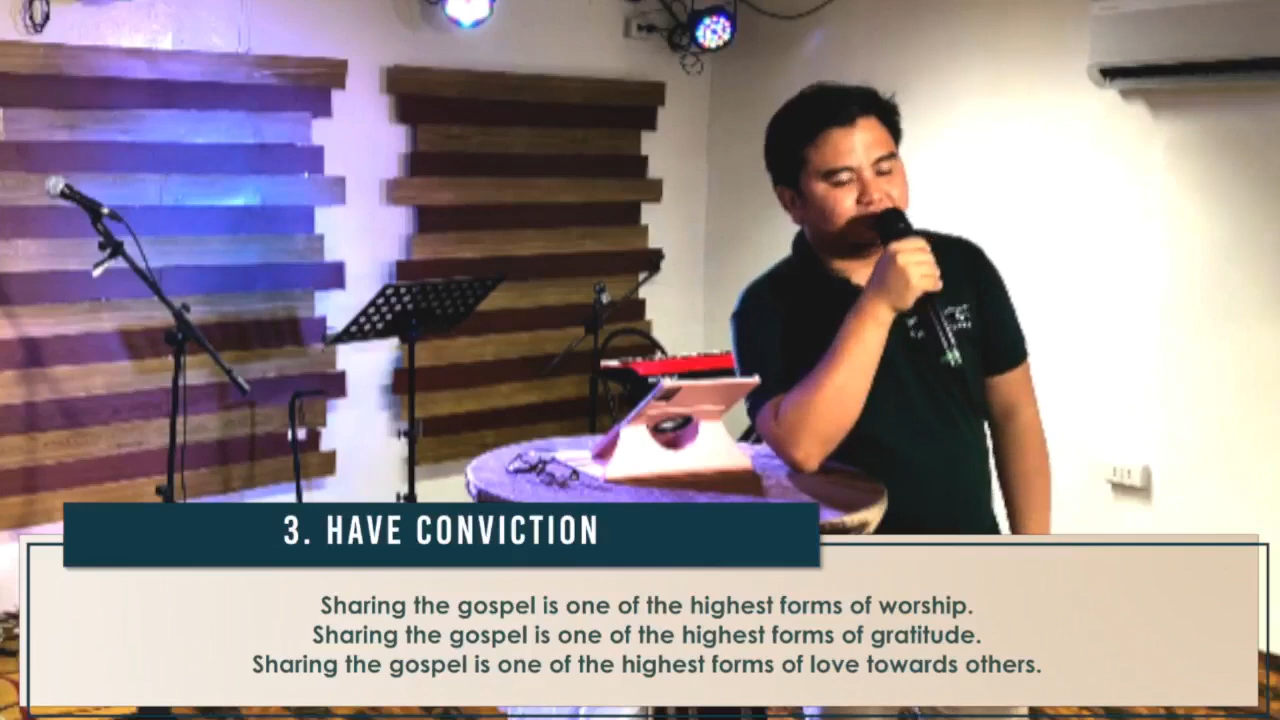 3. HAVE CONVICTION
Sharing the gospel is one of the highest forms of worship.
Sharing the gospel is one of the highest forms of gratitude.
Sharing the gospel is one of the highest forms of love towards others.